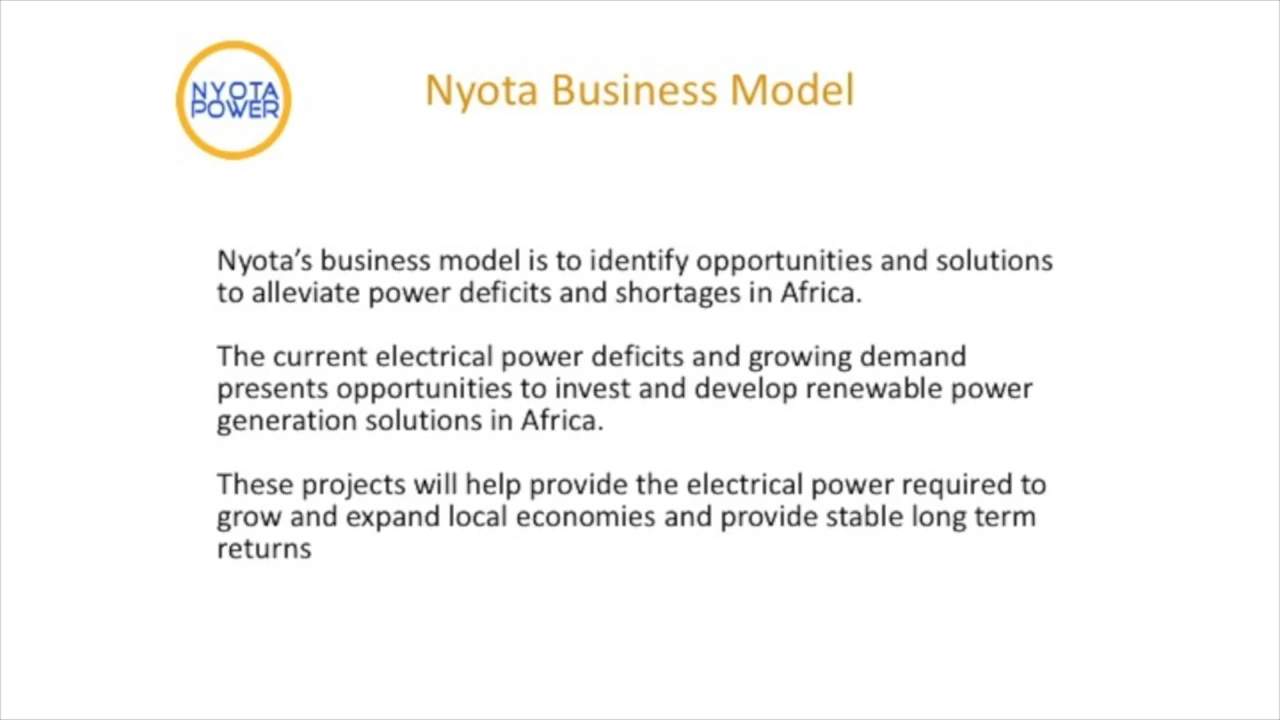 NYOTA
POWER
Nyota Business Model
Nyota’s business model is to identify opportunities and solutions
to alleviate power deficits and shortages in Africa.
The current electrical power deficits and growing demand
presents opportunities to invest and develop renewable power
generation solutions in Africa.
These projects will help provide the electrical power required to
grow and expand local economies and provide stable long term
returns